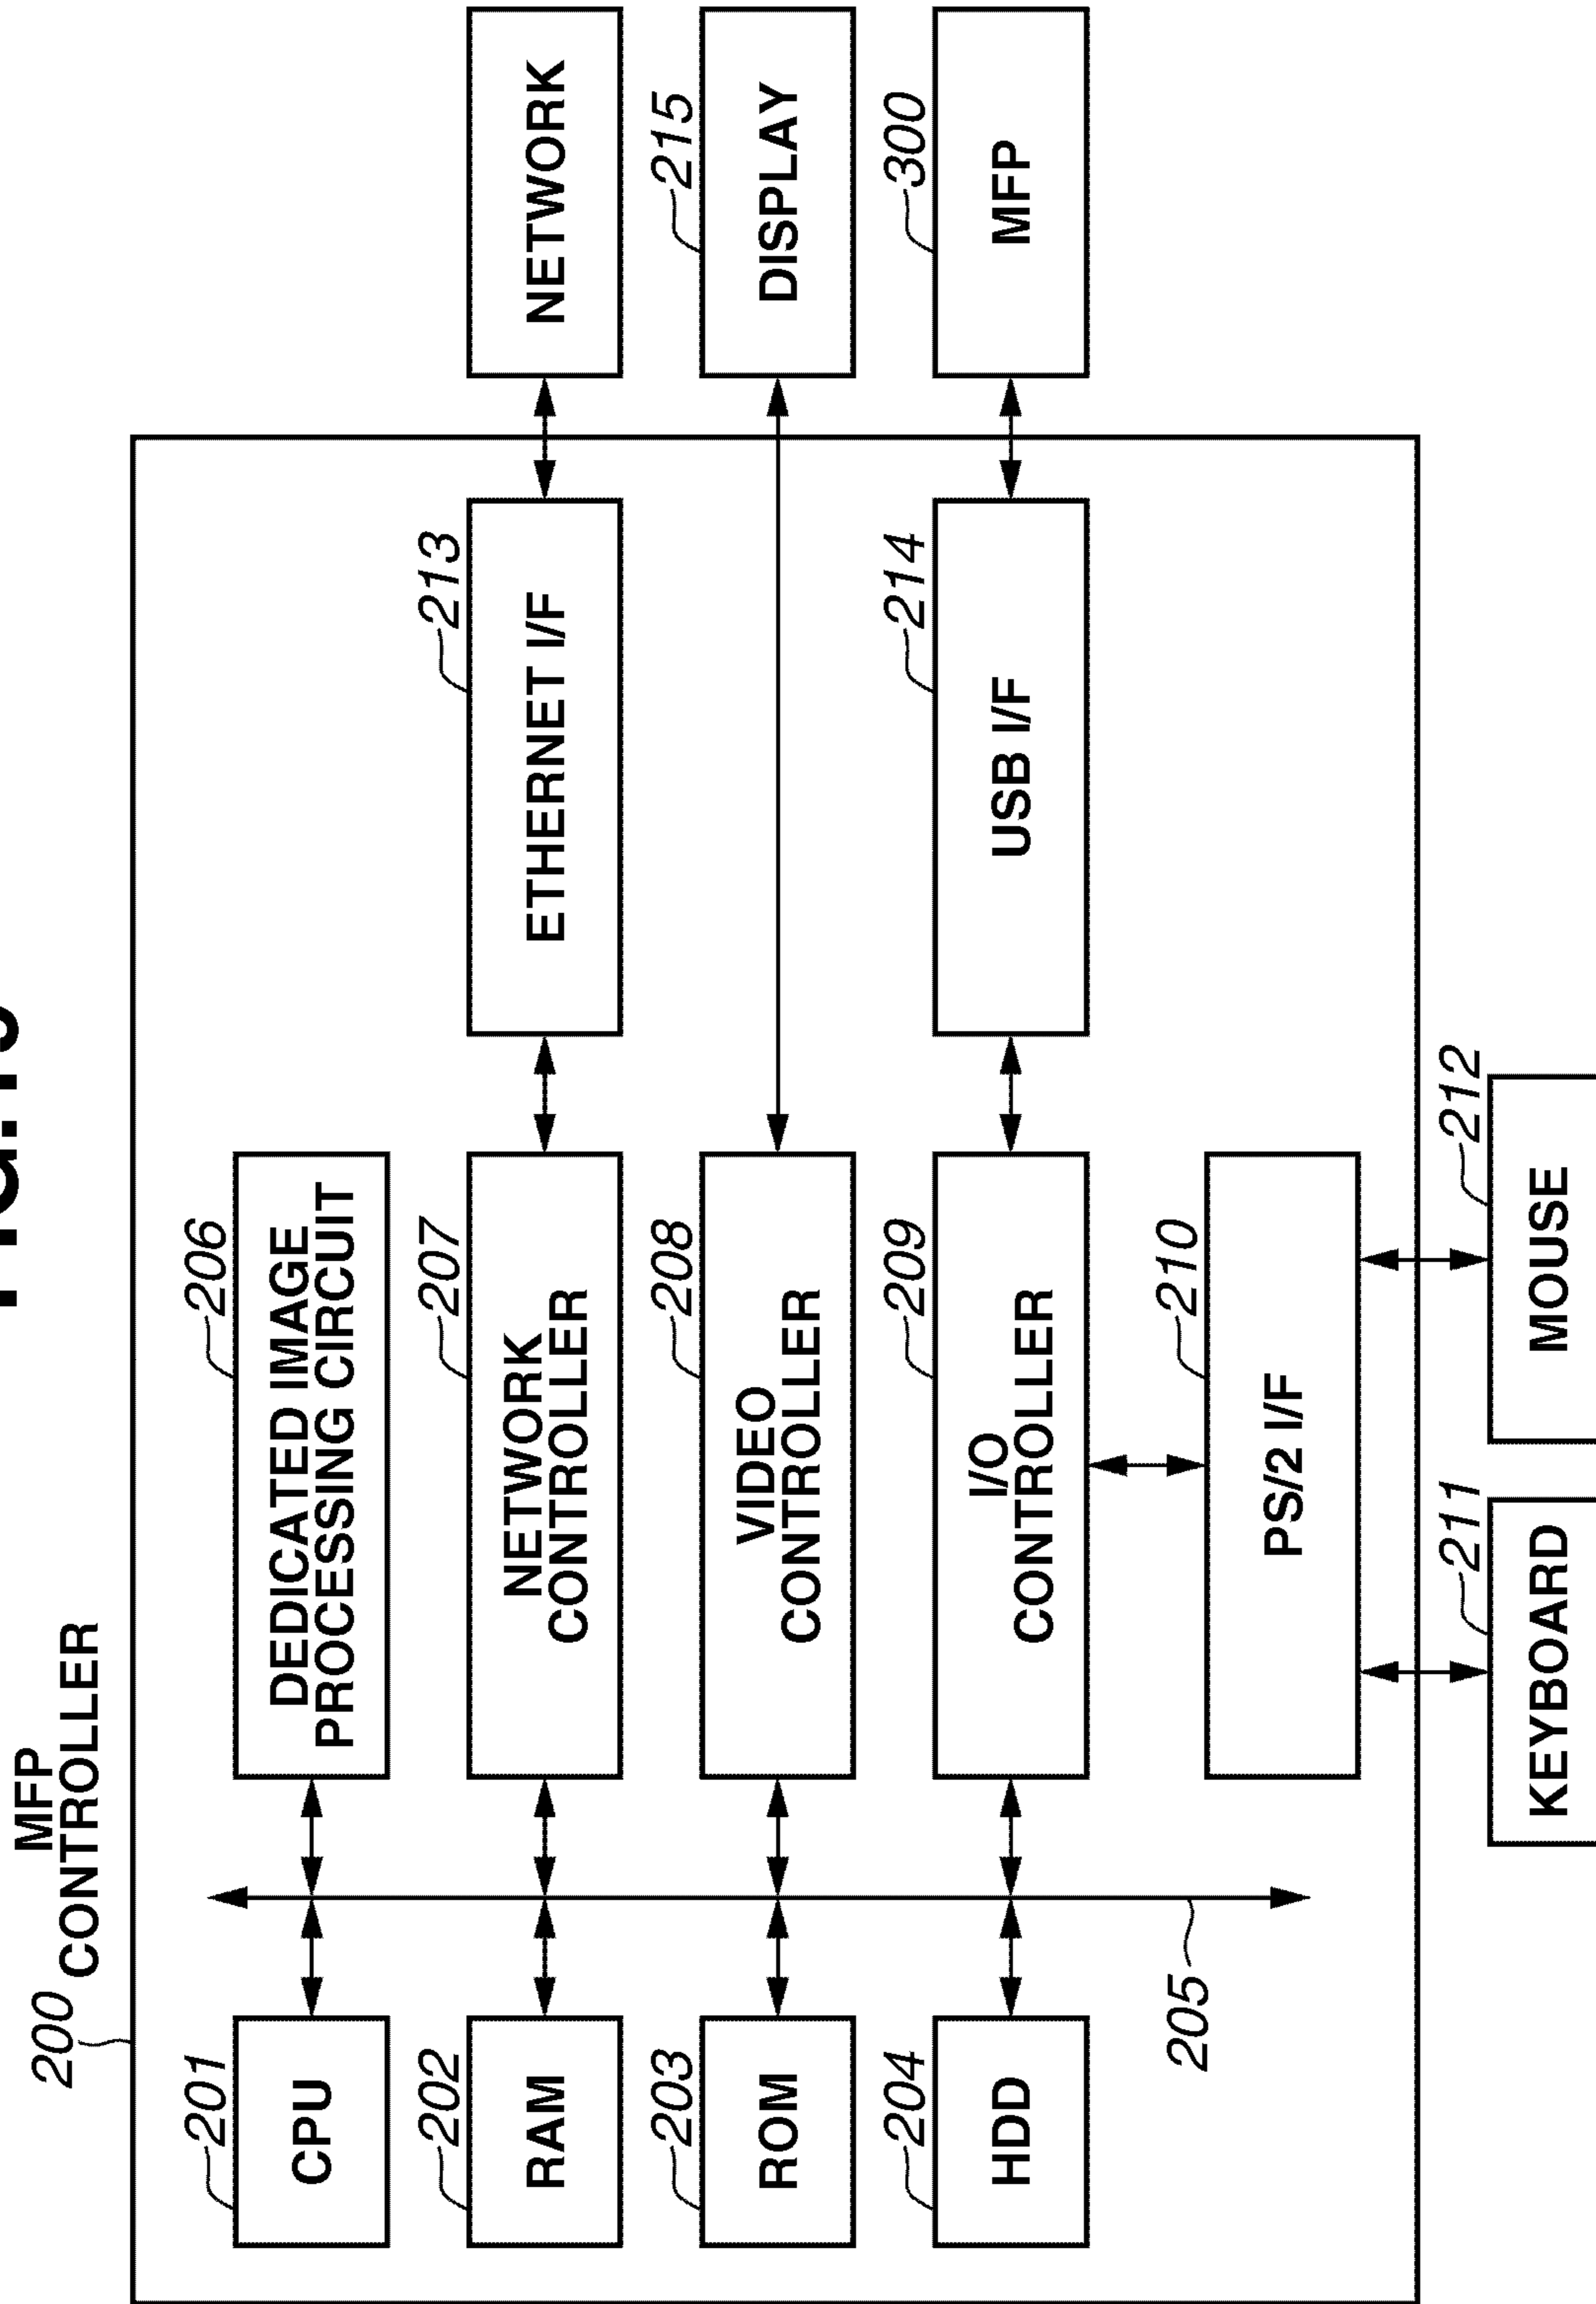 200
MFP
CONTROLLER
201
CPU
206
DEDICATED IMAGE
PROCESSING CIRCUIT
202
RAM
207
NETWORK
CONTROLLER
213
ETHERNET I/F
NETWORK
203
ROM
208
VIDEO
CONTROLLER
215
DISPLAY
204
HDD
209
I/O
CONTROLLER
214
USB I/F
300
MFP
205
210
PS/2 I/F
211
KEYBOARD
212
MOUSE